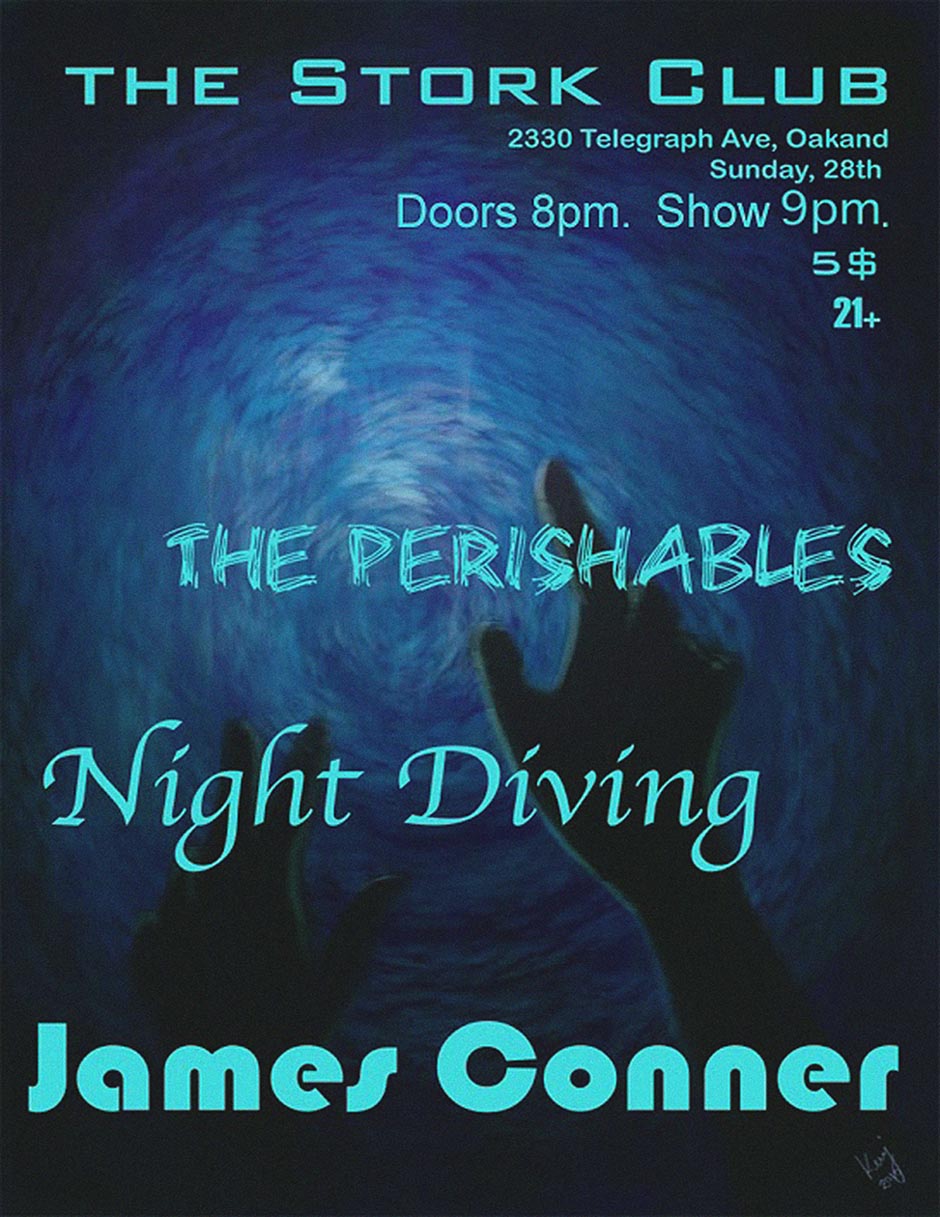 THE STORK CLUB
2330 Telegraph Ave, Oakand
Sunday, 28th
Doors 8pm. Show 9pm.
5$
21+
THE PERISHABLES
Night Diving
James Conner